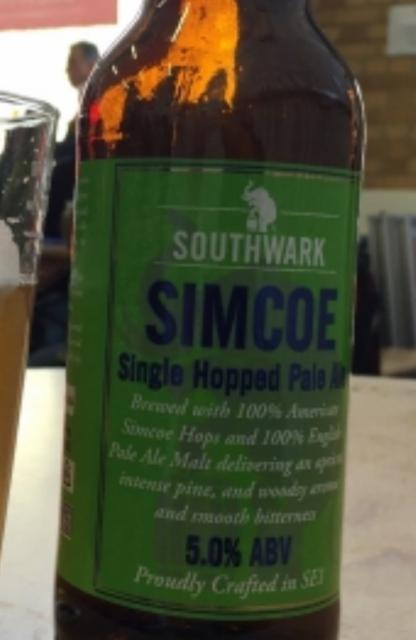 SOUTHWARK
SOUTHWARK
SIMCOE
Single Hopped Pale Ale
Brewed with 100% American
Simcoe Hops and 100% English
Pale Ale Malt delivering an
intense pine, and woody aroma
and smooth bitterness
5.0% ABV
Proudly Crafted in SE1